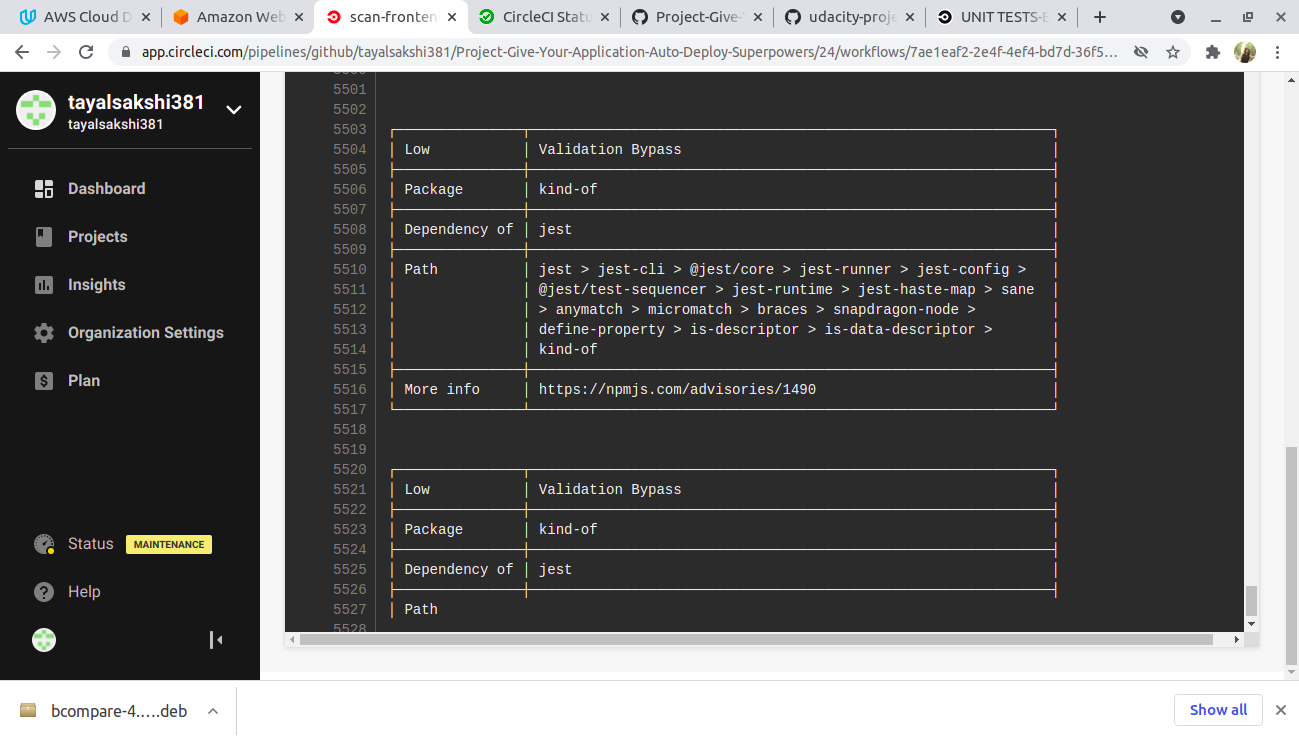 AWS Cloud D
Amazon Web
scan-fronten
CircleCI Statu
Project-Give-
udacity-proje
UNIT TESTS-
app.circleci.com/pipelines/github/tayalsakshi381/Project-Give-Your-Application-Auto-Deploy-Superpowers/24/workflows/7ae1eaf2-2e4f-4ef4-bd7d-36f5...
tayalsakshi381
tayalsakshi381
Dashboard
Projects
Insights
Organization Settings
Plan
Status MAINTENANCE
Help
5501
5502
5503
5504 Low Validation Bypass
5505
5506 Package kind-of
5507
5508 Dependency of jest
5509
5510 Path jest > jest-cli > @jest/core > jest-runner > jest-config >
5511 @jest/test-sequencer > jest-runtime > jest-haste-map > sane
5512 > anymatch > micromatch > braces > snapdragon-node >
5513 define-property > is-descriptor > is-data-descriptor >
5514 kind-of
5515
5516 More info https://npmjs.com/advisories/1490
5517
5518
5519
5520
5521 Low Validation Bypass
5522
5523 Package kind-of
5524
5525 Dependency of jest
5526
5527 Path
5528
bcompare-4.....deb
Show all